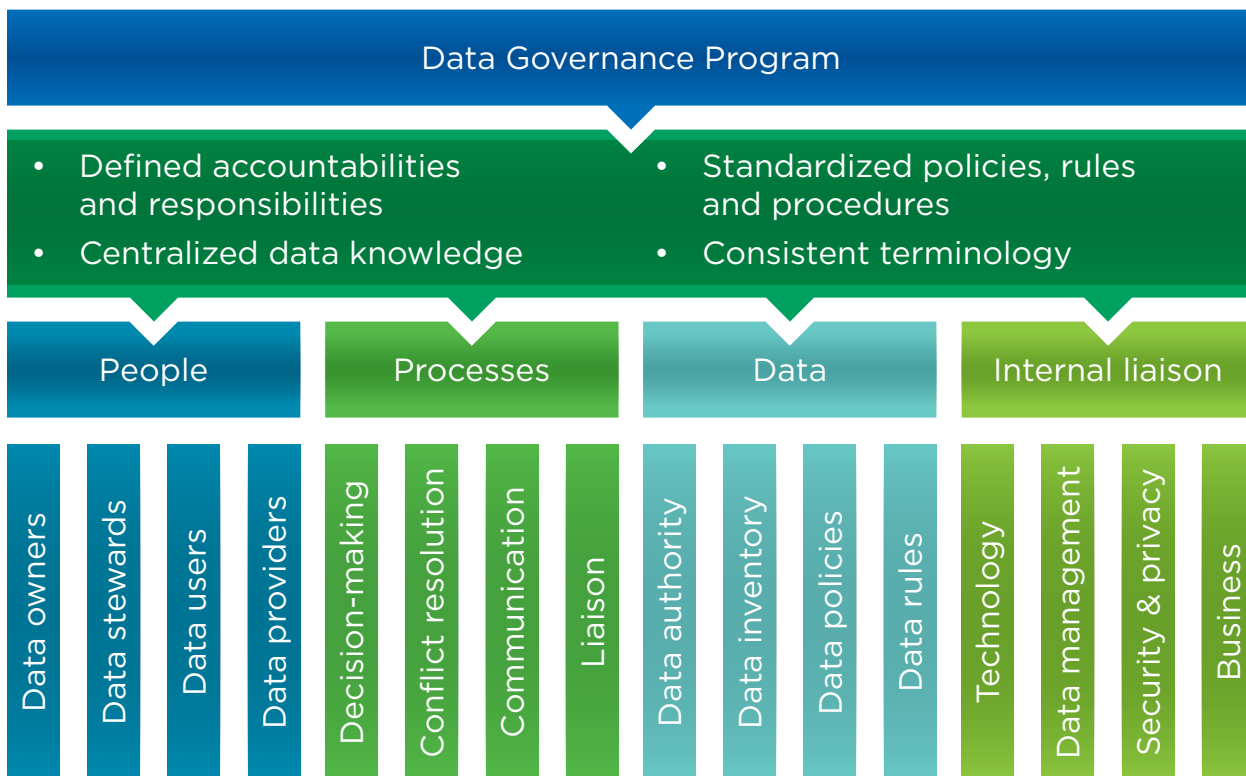 Data Governance Program
• Defined accountabilities
and responsibilities
• Centralized data knowledge
• Standardized policies, rules
and procedures
• Consistent terminology
People
Processes
Data
Internal liaison
Data owners
Data stewards
Data users
Data providers
Decision-making
Conflict resolution
Communication
Liaison
Data authority
Data inventory
Data policies
Data rules
Technology
Data management
Security & privacy
Business